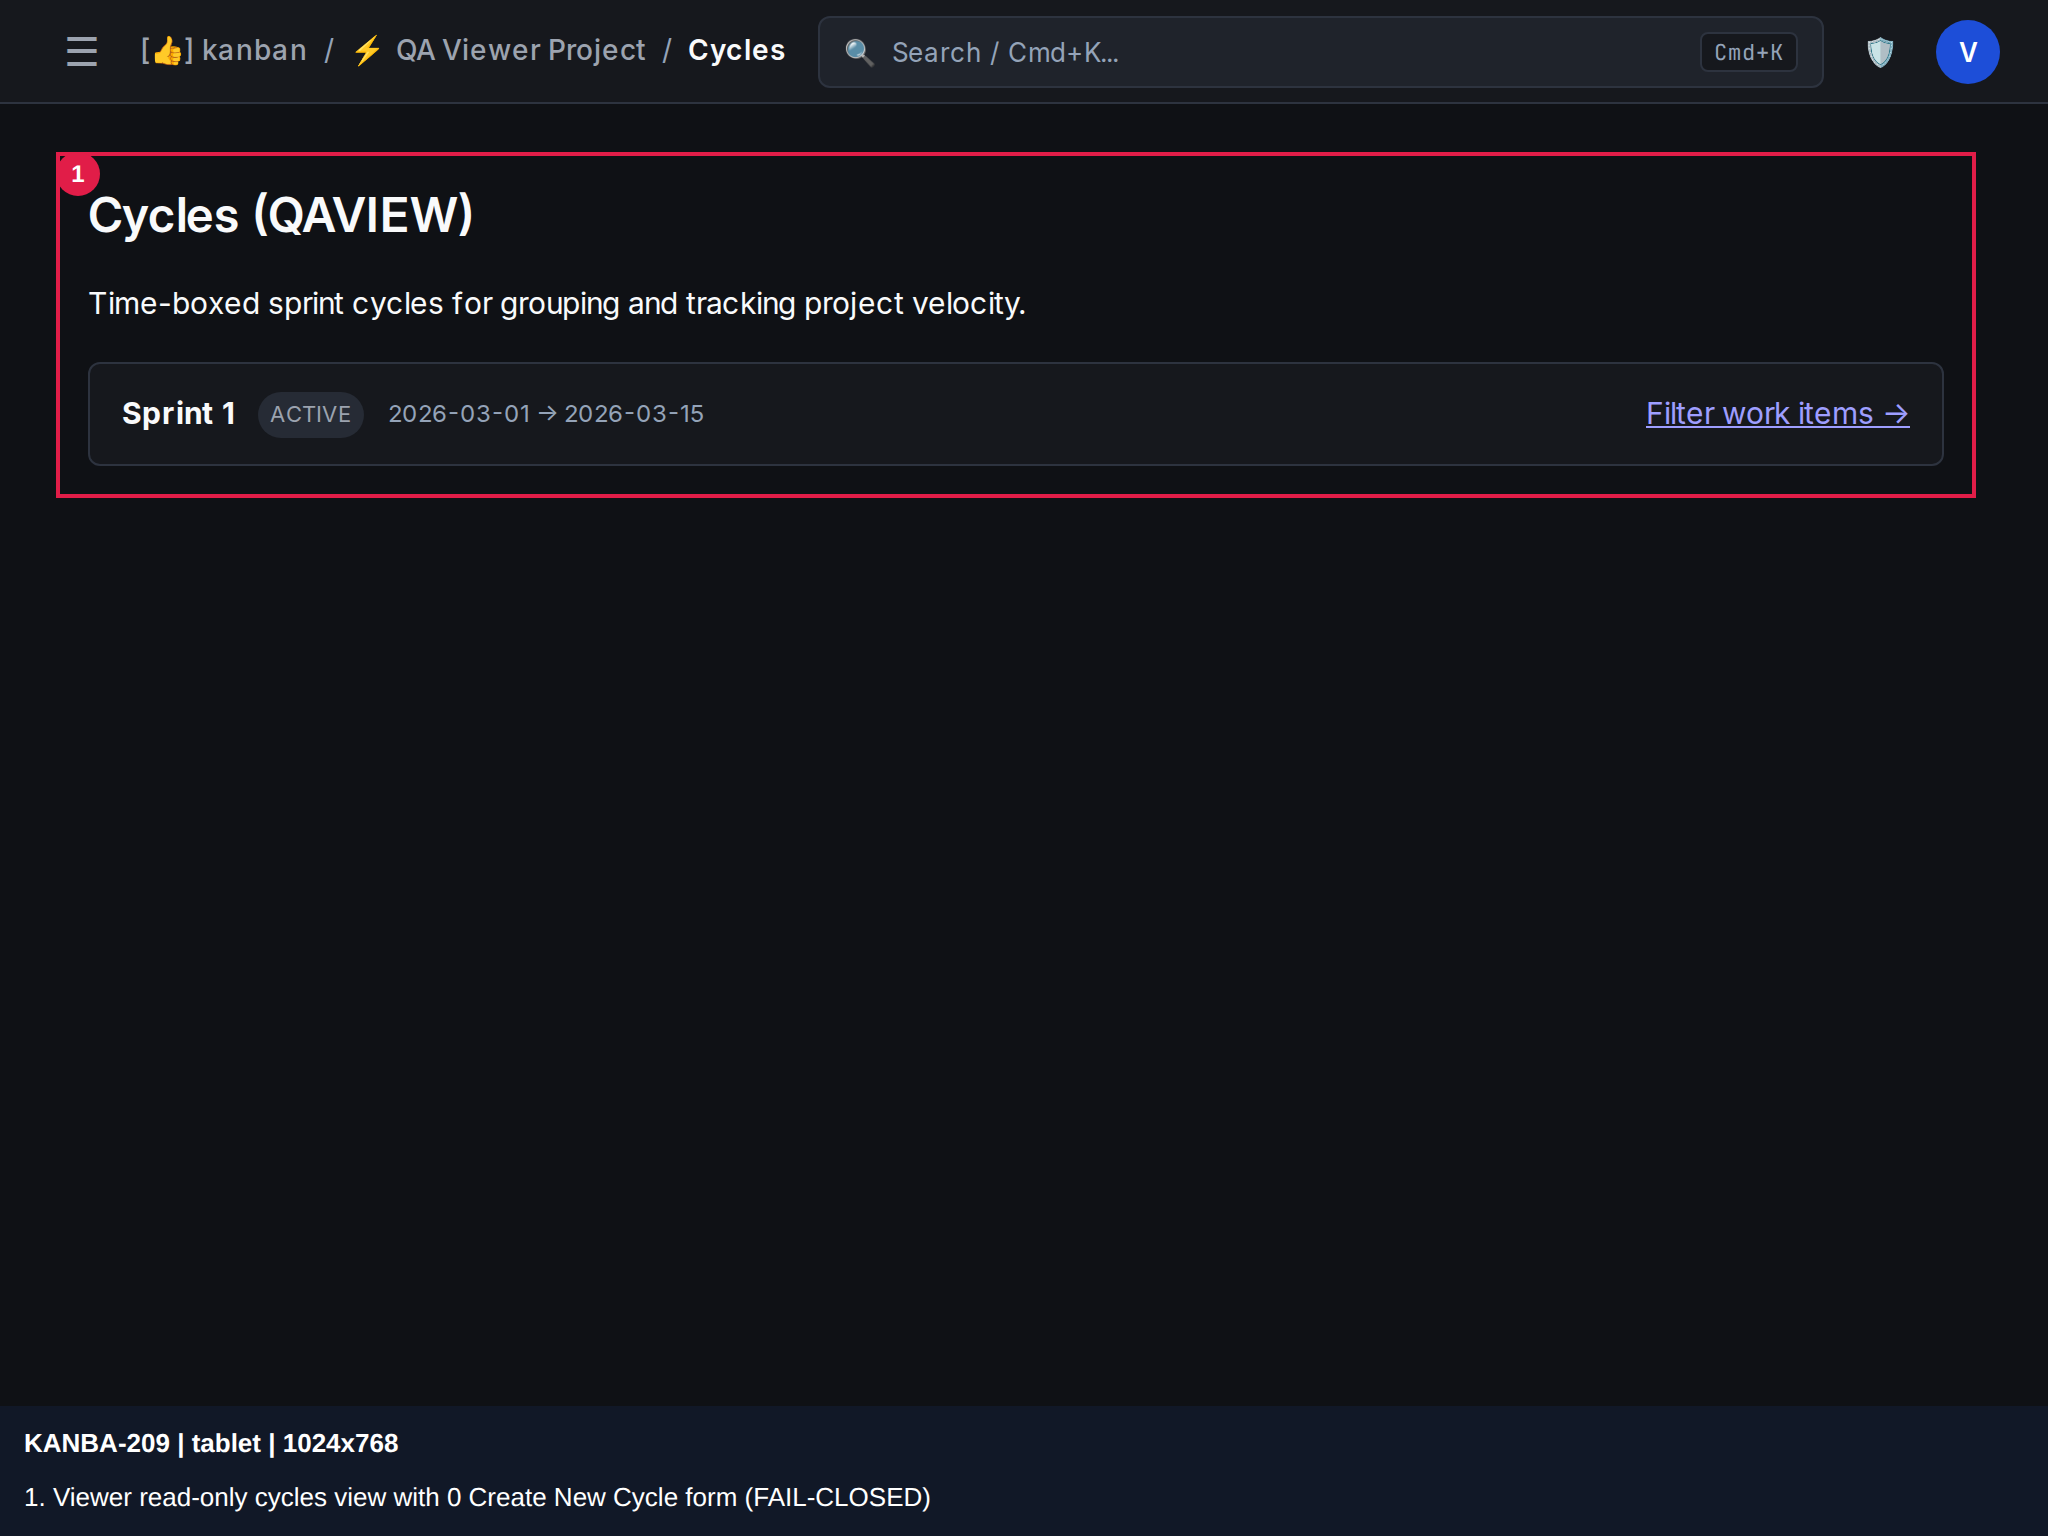 ☰ [👍] kanban / ⚡ QA Viewer Project / Cycles
🔍 Search / Cmd+K... Cmd+K 🛡️ V
1
Cycles (QAVIEW)
Time-boxed sprint cycles for grouping and tracking project velocity.
Sprint 1 ACTIVE 2026-03-01 → 2026-03-15 Filter work items →
KANBA-209 | tablet | 1024x768
1. Viewer read-only cycles view with 0 Create New Cycle form (FAIL-CLOSED)